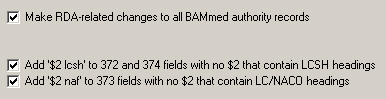 Make RDA-related changes to all BAMmed authority records
Add '$2 lcsh' to 372 and 374 fields with no $2 that contain LCSH headings
Add '$2 naf' to 373 fields with no $2 that contain LC/NACO headings